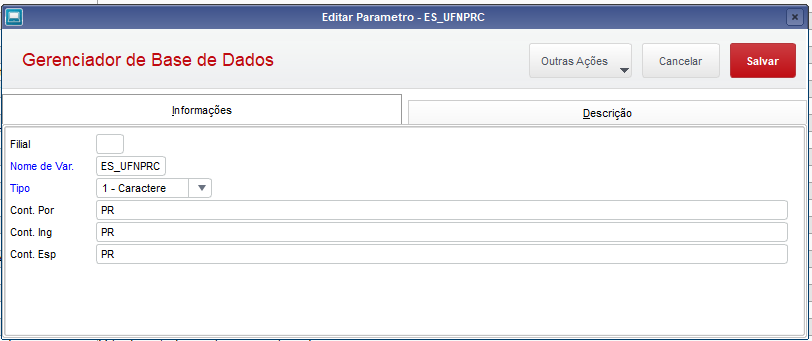 Editar Parametro - ES_UFNPRC
Gerenciador de Base de Dados
Outras Ações
Cancelar
Salvar
Informações
Descrição
Filial
Nome de Var. ES_UFNPRC
Tipo 1 - Caractere
Cont. Por PR
Cont. Ing PR
Cont. Esp PR